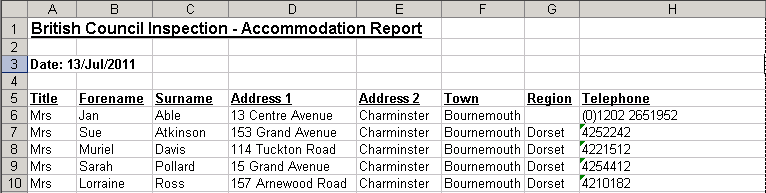 A B C D E F G H
1 British Council Inspection - Accommodation Report
2
3 Date: 13/Jul/2011
4
5 Title Forename Surname Address 1 Address 2 Town Region Telephone
6 Mrs Jan Able 13 Centre Avenue Charminster Bournemouth (0)1202 2651952
7 Mrs Sue Atkinson 153 Grand Avenue Charminster Bournemouth Dorset 4252242
8 Mrs Muriel Davis 114 Tuckton Road Charminster Bournemouth Dorset 4221512
9 Mrs Sarah Pollard 15 Grand Avenue Charminster Bournemouth Dorset 4254412
10 Mrs Lorraine Ross 157 Arnewood Road Charminster Bournemouth Dorset 4210182